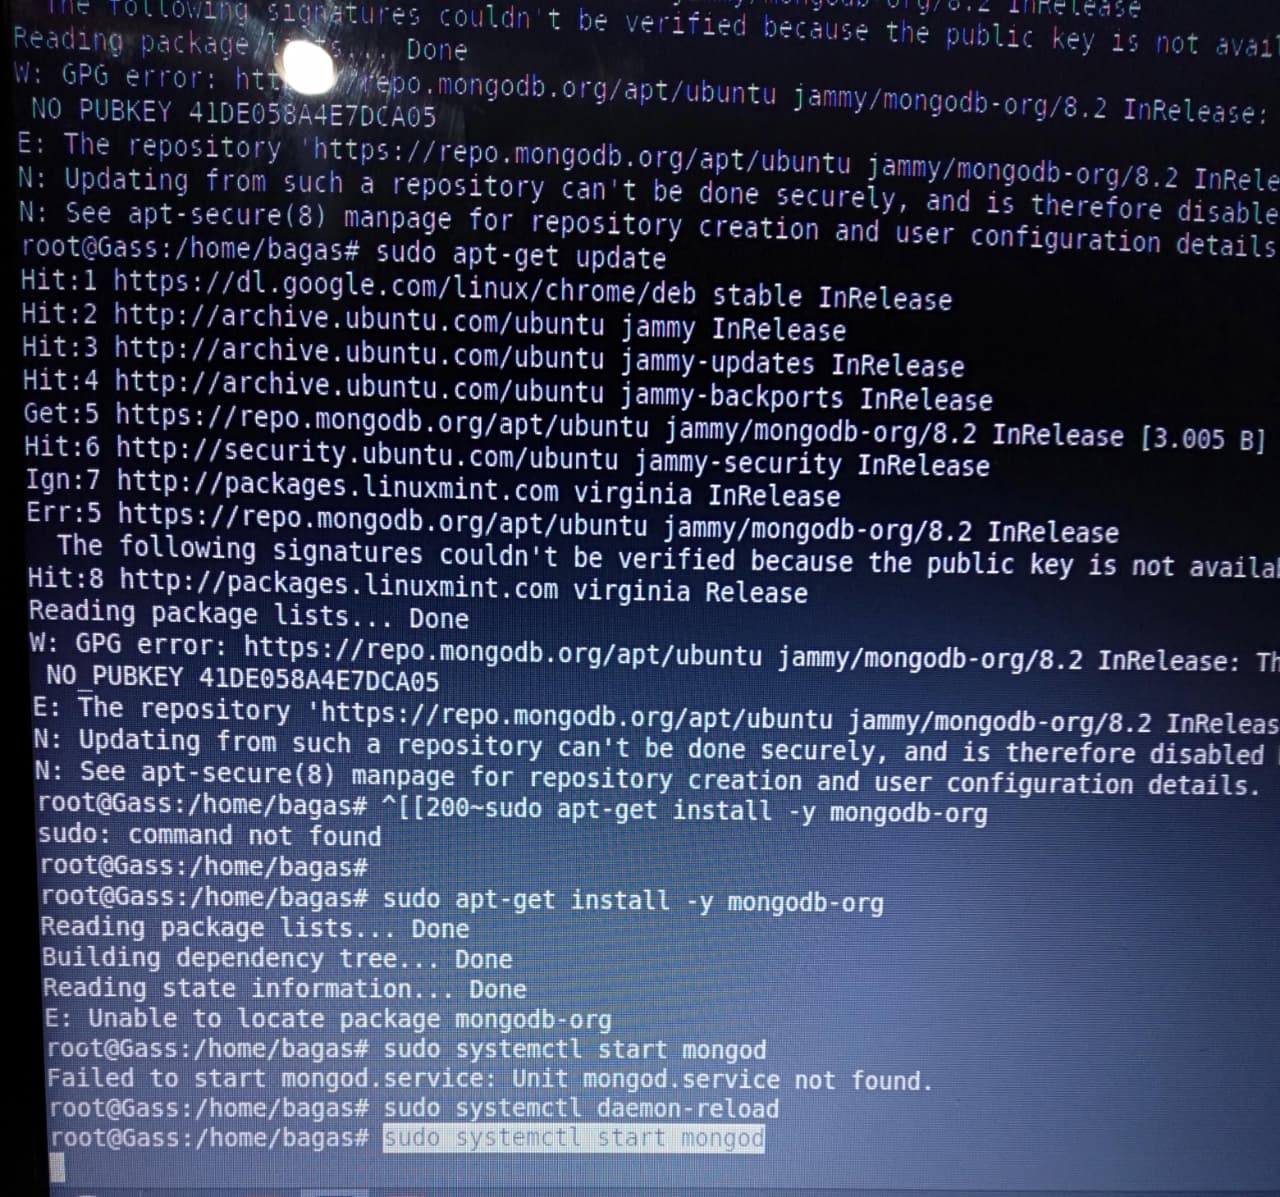 The following signatures couldn't be verified because the public key is not avai
Reading package Done
W: GPG error: repo.mongodb.org/apt/ubuntu jammy/mongodb-org/8.2 InRelease:
NO PUBKEY 41DE058A4E7DCA05
E: The repository 'https://repo.mongodb.org/apt/ubuntu jammy/mongodb-org/8.2 InRele
N: Updating from such a repository can't be done securely, and is therefore disable
N: See apt-secure(8) manpage for repository creation and user configuration details
root@Gass:/home/bagas# sudo apt-get update
Hit:1 https://dl.google.com/linux/chrome/deb stable InRelease
Hit:2 http://archive.ubuntu.com/ubuntu jammy InRelease
Hit:3 http://archive.ubuntu.com/ubuntu jammy-updates InRelease
Hit:4 http://archive.ubuntu.com/ubuntu jammy-backports InRelease
Get:5 https://repo.mongodb.org/apt/ubuntu jammy/mongodb-org/8.2 InRelease [3.005 B]
Hit:6 http://security.ubuntu.com/ubuntu jammy-security InRelease
Ign:7 http://packages.linuxmint.com virginia InRelease
Err:5 https://repo.mongodb.org/apt/ubuntu jammy/mongodb-org/8.2 InRelease
The following signatures couldn't be verified because the public key is not availa
Hit:8 http://packages.linuxmint.com virginia Release
Reading package lists... Done
W: GPG error: https://repo.mongodb.org/apt/ubuntu jammy/mongodb-org/8.2 InRelease: Th
NO_PUBKEY 41DE058A4E7DCA05
E: The repository 'https://repo.mongodb.org/apt/ubuntu jammy/mongodb-org/8.2 InReleas
N: Updating from such a repository can't be done securely, and is therefore disabled
N: See apt-secure(8) manpage for repository creation and user configuration details.
root@Gass:/home/bagas# ^[[200~sudo apt-get install -y mongodb-org
sudo: command not found
root@Gass:/home/bagas#
root@Gass:/home/bagas# sudo apt-get install -y mongodb-org
Reading package lists... Done
Building dependency tree... Done
Reading state information... Done
E: Unable to locate package mongodb-org
root@Gass:/home/bagas# sudo systemctl start mongod
Failed to start mongod.service: Unit mongod.service not found.
root@Gass:/home/bagas# sudo systemctl daemon-reload
root@Gass:/home/bagas# sudo systemctl start mongod